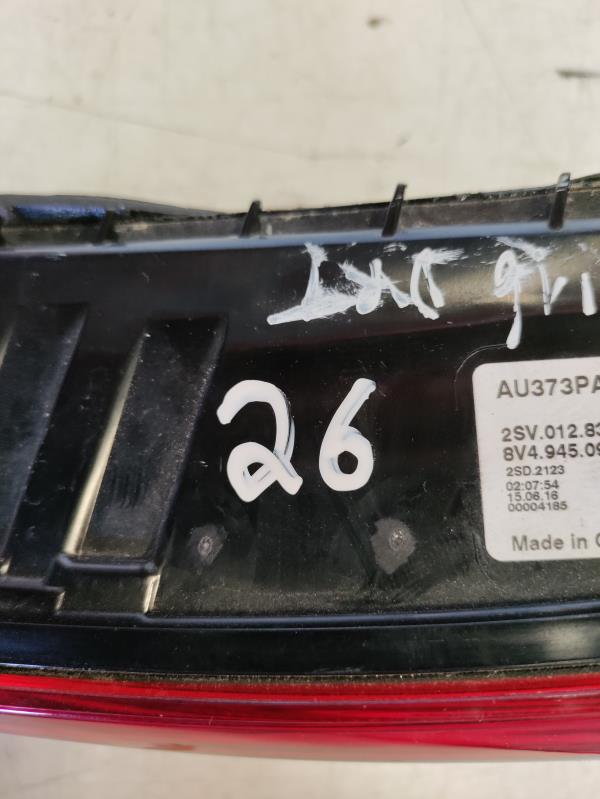 26
AU373PA
2SV.012.83
8V4.945.09
2SD.2123
02:07:54
15.06.16
00004185
Made in